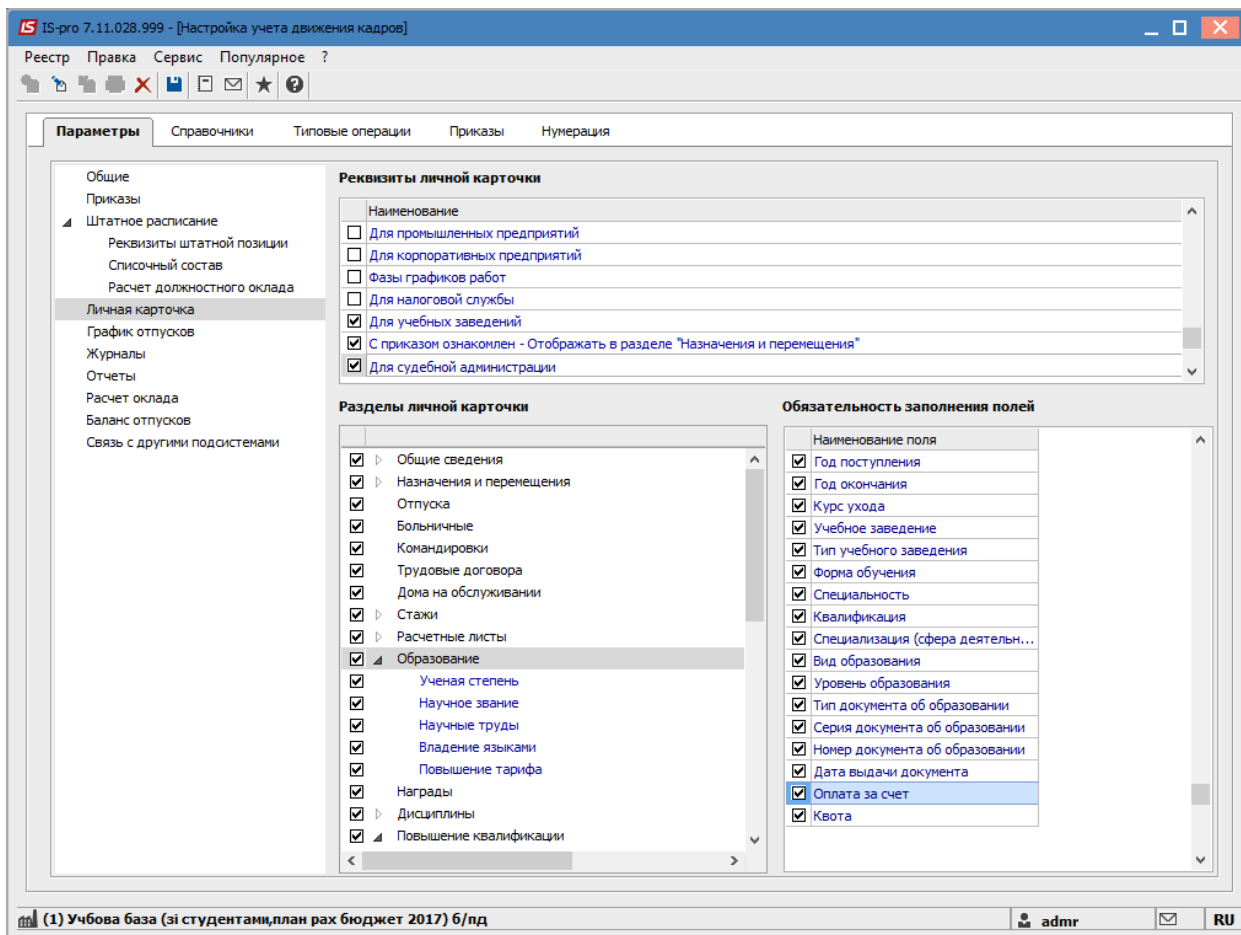 IS-pro 7.11.028.999 - [Настройка учета движения кадров]
Реестр Правка Сервис Популярное ?
Параметры Справочники Типовые операции Приказы Нумерация
Общие
Приказы
Штатное расписание
Реквизиты штатной позиции
Списочный состав
Расчет должностного оклада
Личная карточка
График отпусков
Журналы
Отчеты
Расчет оклада
Баланс отпусков
Связь с другими подсистемами
Реквизиты личной карточки
Наименование
Для промышленных предприятий
Для корпоративных предприятий
Фазы графиков работ
Для налоговой службы
Для учебных заведений
С приказом ознакомлен - Отображать в разделе "Назначения и перемещения"
Для судебной администрации
Разделы личной карточки
Общие сведения
Назначения и перемещения
Отпуска
Больничные
Командировки
Трудовые договора
Дома на обслуживании
Стажи
Расчетные листы
Образование
Ученая степень
Научное звание
Научные труды
Владение языками
Повышение тарифа
Награды
Дисциплины
Повышение квалификации
Обязательность заполнения полей
Наименование поля
Год поступления
Год окончания
Курс ухода
Учебное заведение
Тип учебного заведения
Форма обучения
Специальность
Квалификация
Специализация (сфера деятельн...
Вид образования
Уровень образования
Тип документа об образовании
Серия документа об образовании
Номер документа об образовании
Дата выдачи документа
Оплата за счет
Квота
(1) Учбова база (зі студентами,план рах бюджет 2017) б/пд
admr
RU